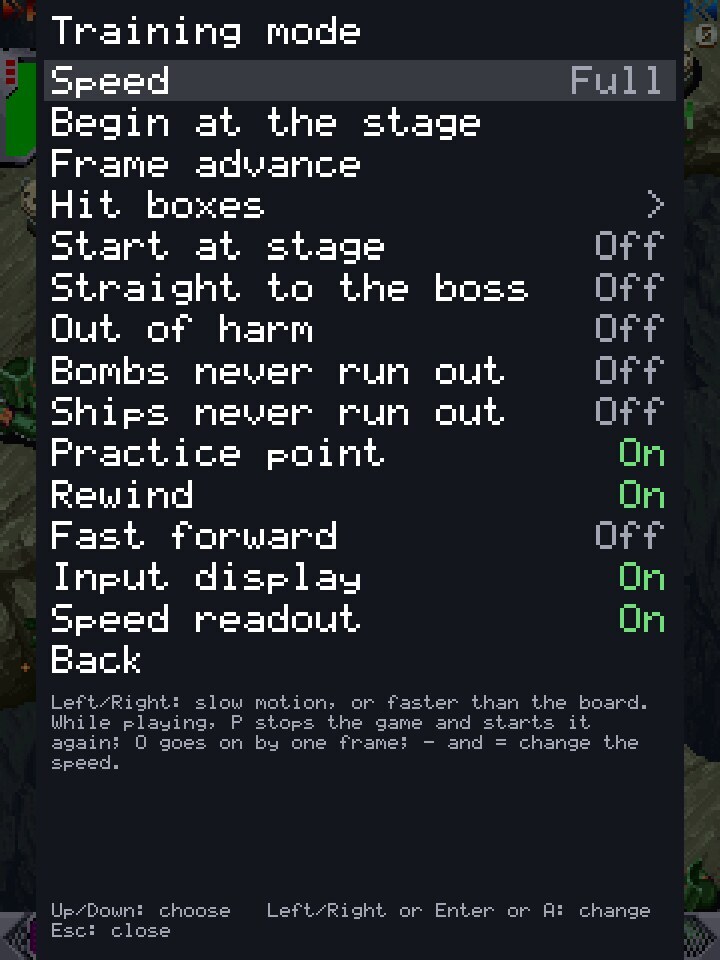 Training mode
Speed Full
Begin at the stage
Frame advance
Hit boxes >
Start at stage Off
Straight to the boss Off
Out of harm Off
Bombs never run out Off
Ships never run out Off
Practice point On
Rewind On
Fast forward Off
Input display On
Speed readout On
Back
Left/Right: slow motion, or faster than the board.
While playing, P stops the game and starts it
again; O goes on by one frame; - and = change the
speed.
Up/Down: choose Left/Right or Enter or A: change
Esc: close
0